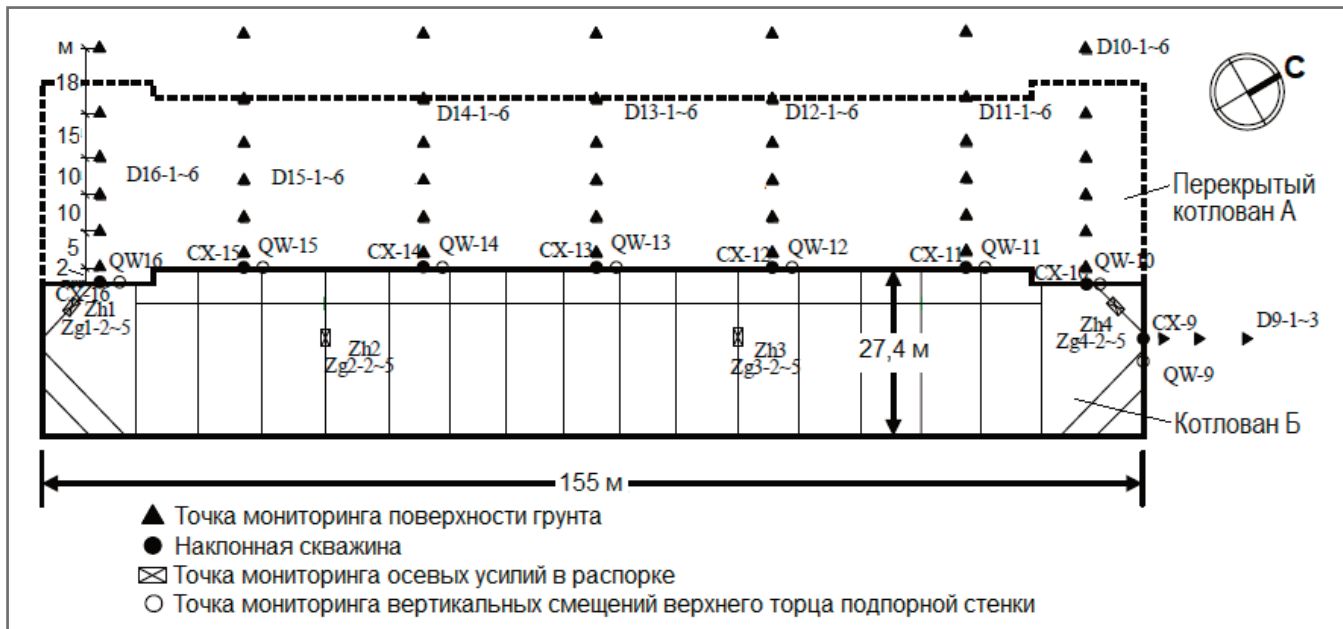 м
D10-1~6
С
18
D14-1~6
D13-1~6
D12-1~6
D11-1~6
15
D16-1~6
D15-1~6
10
Перекрытый
котлован А
10
5
2
QW16
CX-15
QW-15
CX-14
QW-14
CX-13
QW-13
CX-12
QW-12
CX-11
QW-11
CX-10
QW-10
CX-16
Zh1
Zg1-2~5
Zh2
Zg2-2~5
Zh3
Zg3-2~5
27,4 м
Zh4
Zg4-2~5
CX-9
D9-1~3
QW-9
Котлован Б
155 м
Точка мониторинга поверхности грунта
Наклонная скважина
Точка мониторинга осевых усилий в распорке
Точка мониторинга вертикальных смещений верхнего торца подпорной стенки